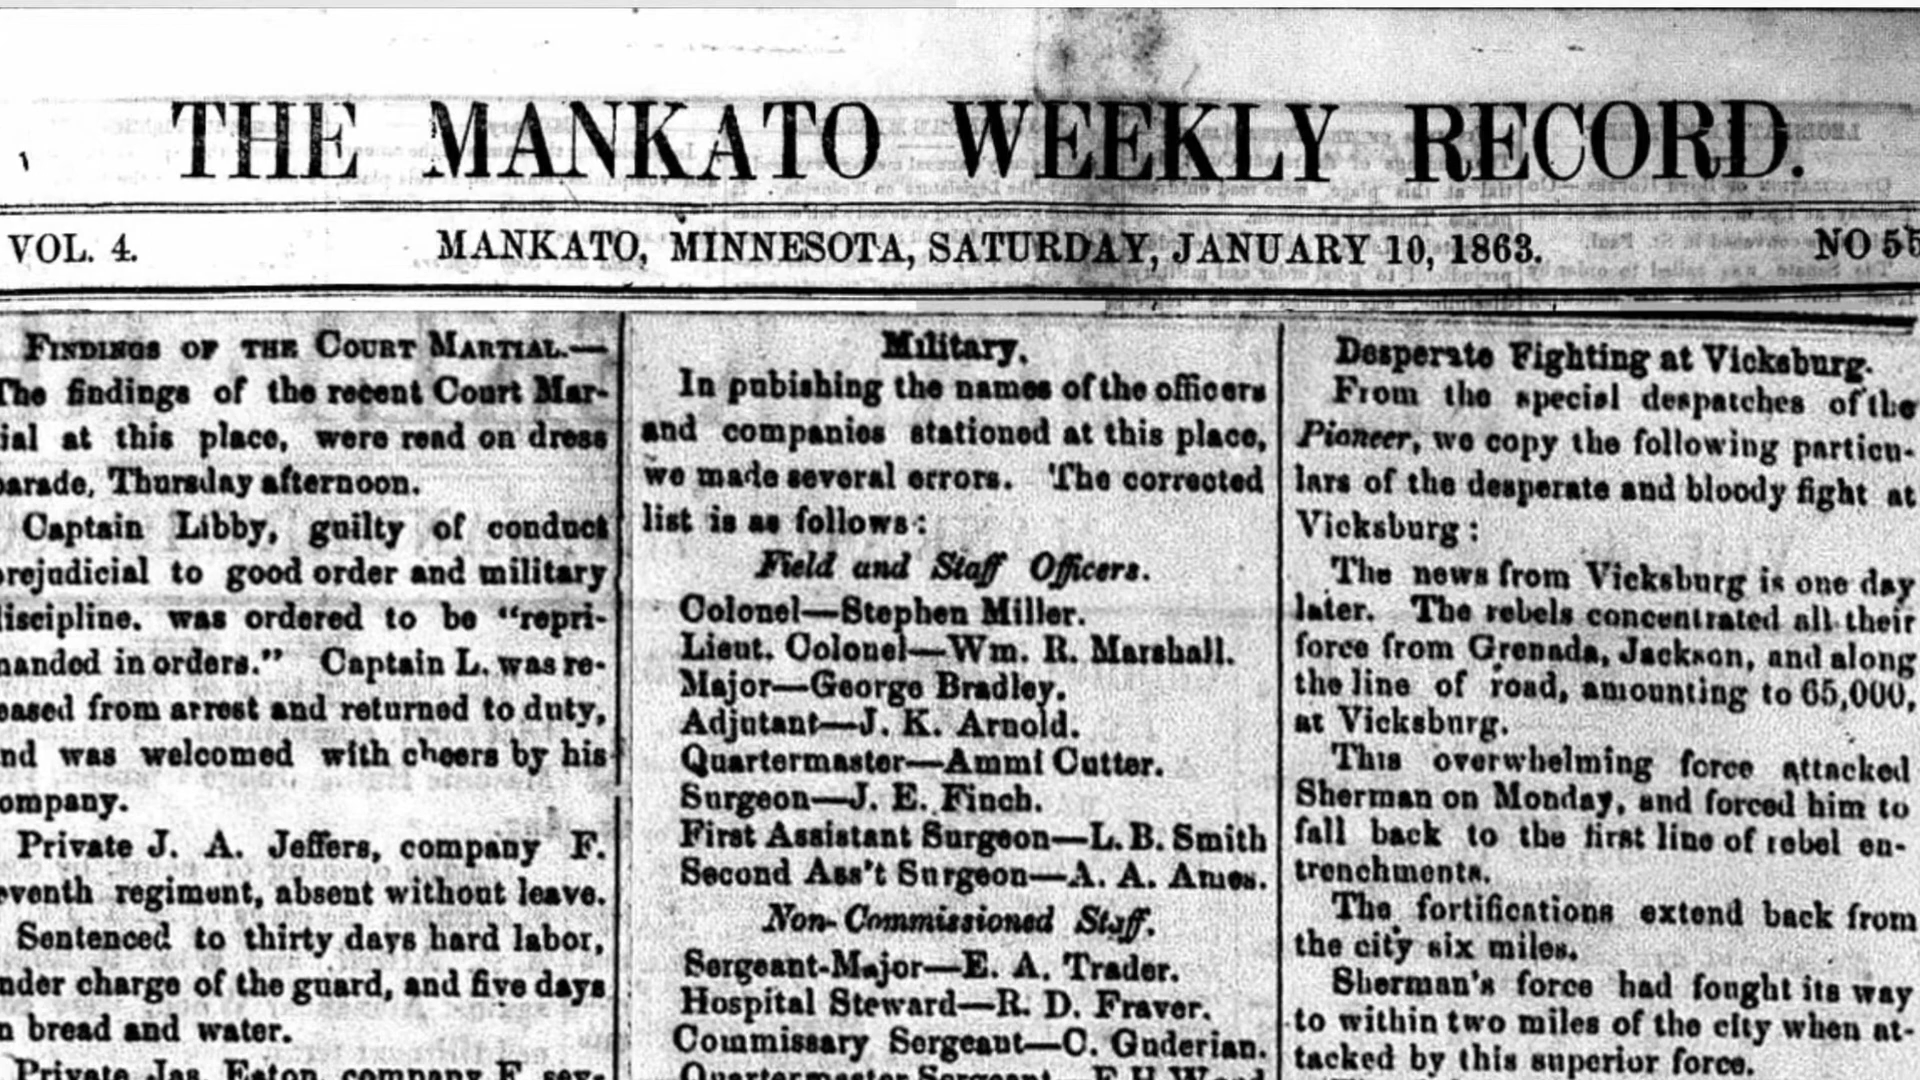 THE MANKATO WEEKLY RECORD.
VOL. 4. MANKATO, MINNESOTA, SATURDAY, JANUARY 10, 1863. NO 55
FINDINGS OF THE COURT MARTIAL.—
The findings of the recent Court Mar-
ial at this place, were read on dress
parade, Thursday afternoon.
Captain Libby, guilty of conduct
prejudicial to good order and military
discipline. was ordered to be "repri-
manded in orders." Captain L. was re-
eased from arrest and returned to duty,
nd was welcomed with cheers by his
ompany.
Private J. A. Jeffers, company F.
eventh regiment, absent without leave.
Sentenced to thirty days hard labor,
nder charge of the guard, and five days
n bread and water.
Private Jas. Eaton, company F, sev-
Military.
In pubishing the names of the officers
and companies stationed at this place,
we made several errors. The corrected
list is as follows:
Field and Staff Officers.
Colonel—Stephen Miller.
Lieut. Colonel—Wm. R. Marshall.
Major—George Bradley.
Adjutant—J. K. Arnold.
Quartermaster—Ammi Cutter.
Surgeon—J. E. Finch.
First Assistant Surgeon—L. B. Smith
Second Ass't Surgeon—A. A. Ames.
Non-Commissioned Staff.
Sergeant-Major—E. A. Trader.
Hospital Steward—R. D. Fraver.
Commissary Sergeant—C. Guderian.
Quartermaster Sergeant—F. H. Ward
Desperate Fighting at Vicksburg.
From the special despatches of the
Pioneer, we copy the following particu-
lars of the desperate and bloody fight at
Vicksburg:
The news from Vicksburg is one day
later. The rebels concentrated all their
force from Grenada, Jackson, and along
the line of road, amounting to 65,000,
at Vicksburg.
This overwhelming force attacked
Sherman on Monday, and forced him to
fall back to the first line of rebel en-
trenchments.
The fortifications extend back from
the city six miles.
Sherman's force had fought its way
to within two miles of the city when at-
tacked by this superior force.